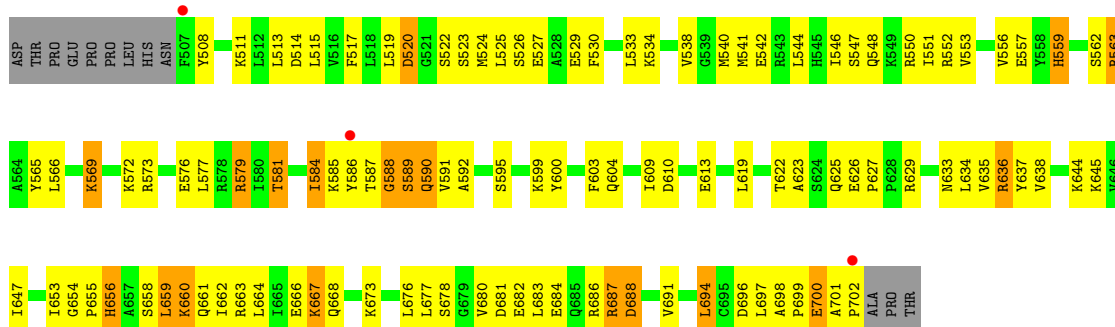 ASP THR PRO GLU PRO PRO LEU HIS ASN F507 Y508 K511 L512 L513 D514 L515 V516 F517 L518 L519 D520 G521 S522 S523 M524 L525 S526 E527 A528 E529 F530 L533 K534 V538 G539 M540 M541 E542 R543 L544 H545 I546 S547 Q548 K549 R550 I551 R552 V553 V556 E557 Y558 H559 S562
A564 Y565 L566 K569 K572 R573 E576 L577 R578 R579 I580 T581 I584 K585 Y586 T587 G588 S589 Q590 V591 A592 S595 K599 Y600 F603 Q604 I609 D610 E613 L619 T622 A623 S624 Q625 E626 P627 P628 R629 N633 L634 V635 R636 Y637 V638 K644 K645
I647 I653 G654 P655 H656 A657 S658 L659 K660 Q661 I662 R663 L664 I665 E666 K667 Q668 K673 L676 L677 S678 G679 V680 D681 E682 L683 E684 Q685 R686 R687 D688 V691 L694 C695 D696 L697 A698 P699 E700 A701 P702 ALA PRO THR